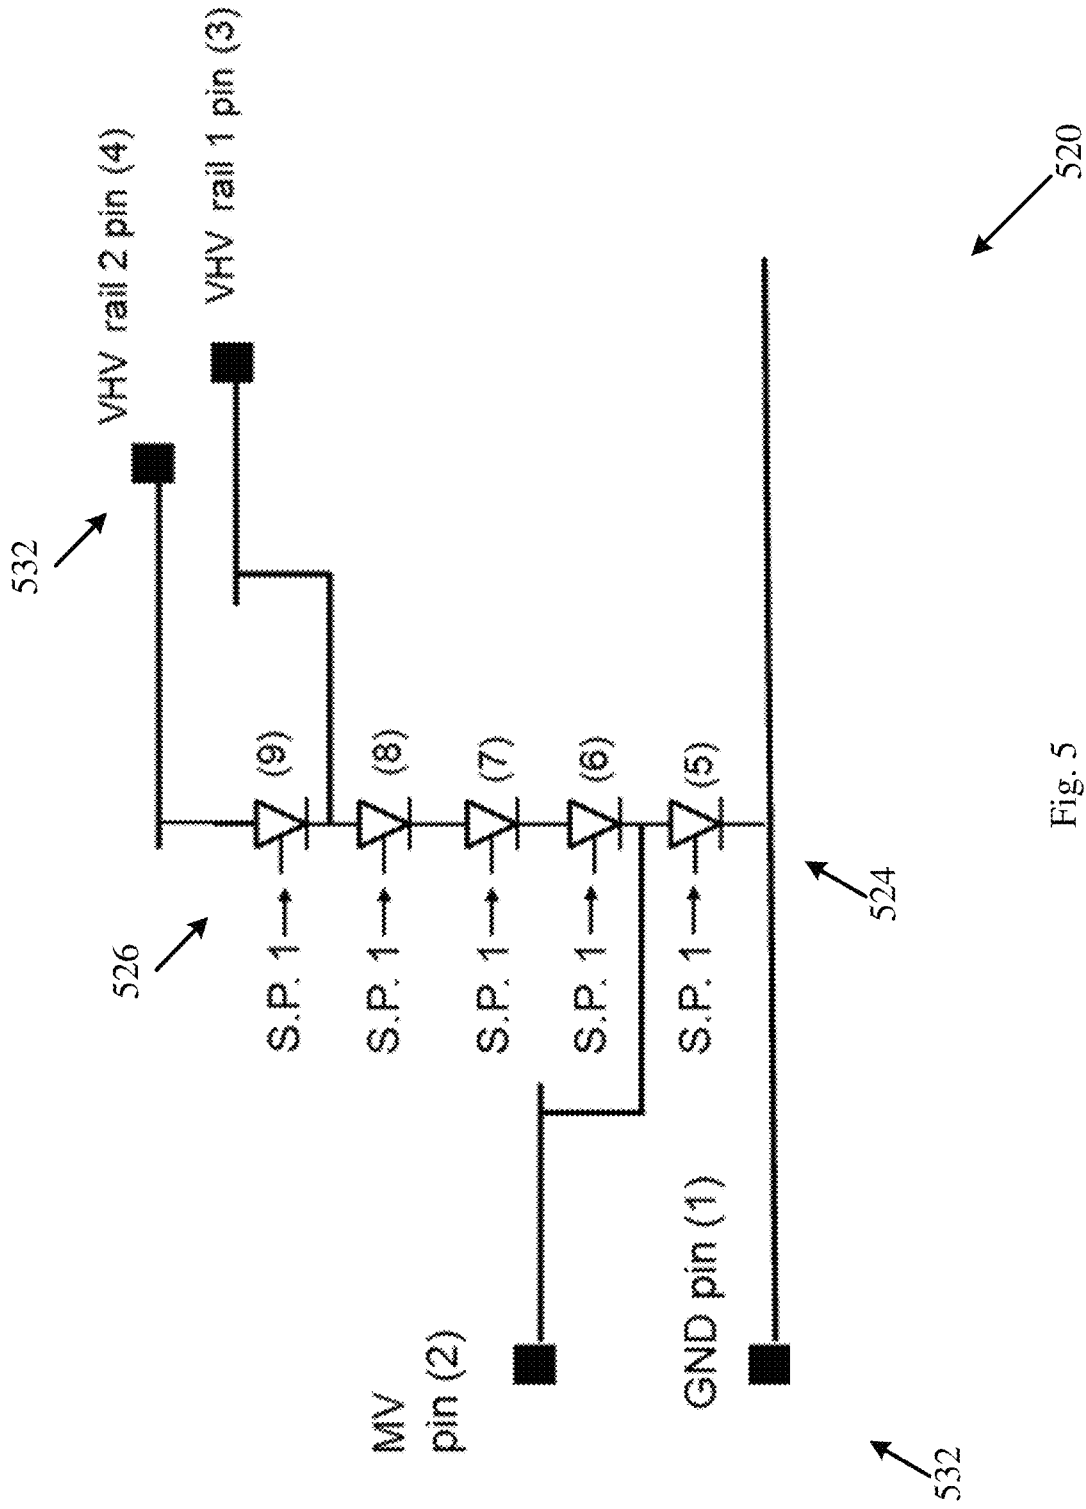 VHV rail 2 pin (4)
VHV rail 1 pin (3)
532
526
S.P. 1
(9)
S.P. 1
(8)
S.P. 1
(7)
S.P. 1
(6)
S.P. 1
(5)
MV
pin (2)
GND pin (1)
524
532
520
Fig. 5